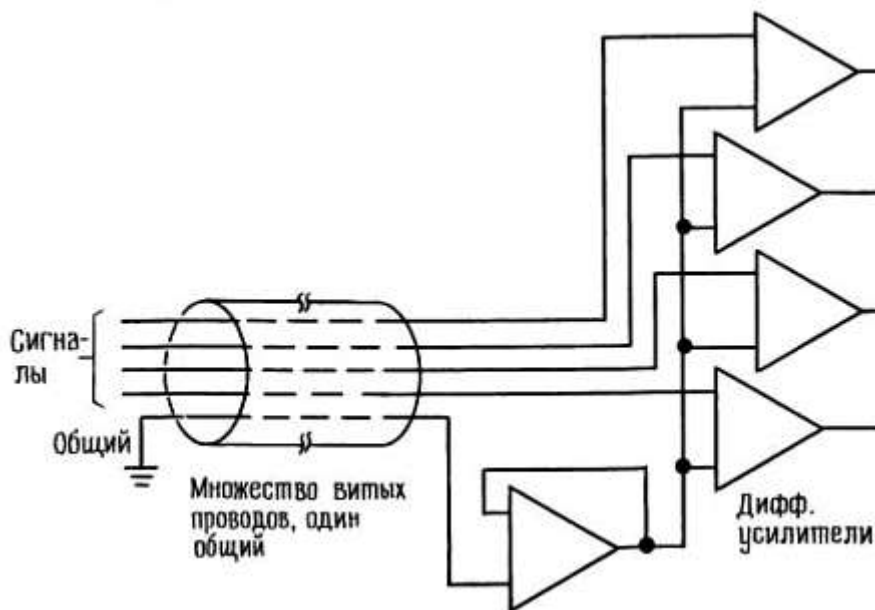 Сигна-
лы
Общий
Множество витых
проводов, один
общий
Дифф.
усилители